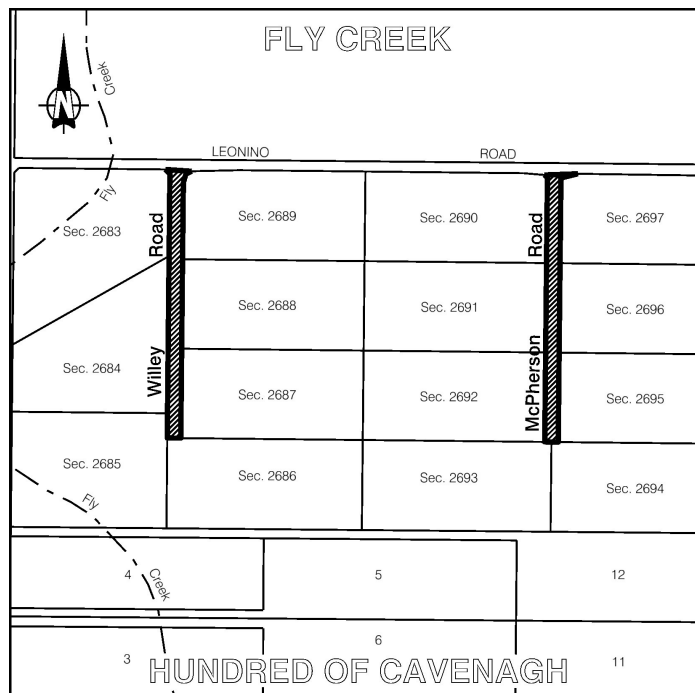 FLY CREEK
Creek
N
LEONINO ROAD
Fly
Sec. 2683
Road
Sec. 2689
Sec. 2690
Road
Sec. 2697
Sec. 2688
Sec. 2691
Sec. 2696
Sec. 2684
Willey
Sec. 2687
Sec. 2692
McPherson
Sec. 2695
Sec. 2685
Sec. 2686
Sec. 2693
Sec. 2694
Fly
Creek
4
5
12
3
6
11
HUNDRED OF CAVENAGH